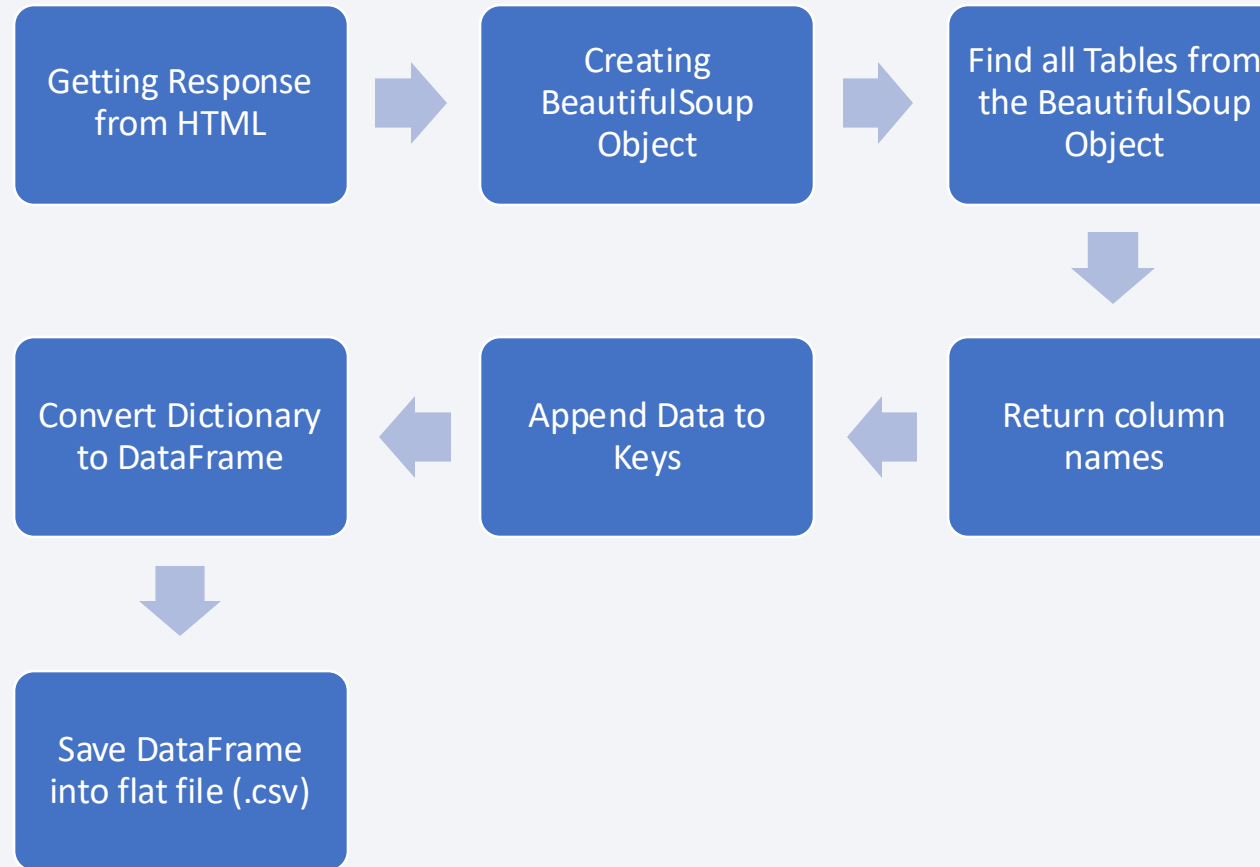 Getting Response
from HTML
Creating
BeautifulSoup
Object
Find all Tables from
the BeautifulSoup
Object
Return column
names
Append Data to
Keys
Convert Dictionary
to DataFrame
Save DataFrame
into flat file (.csv)